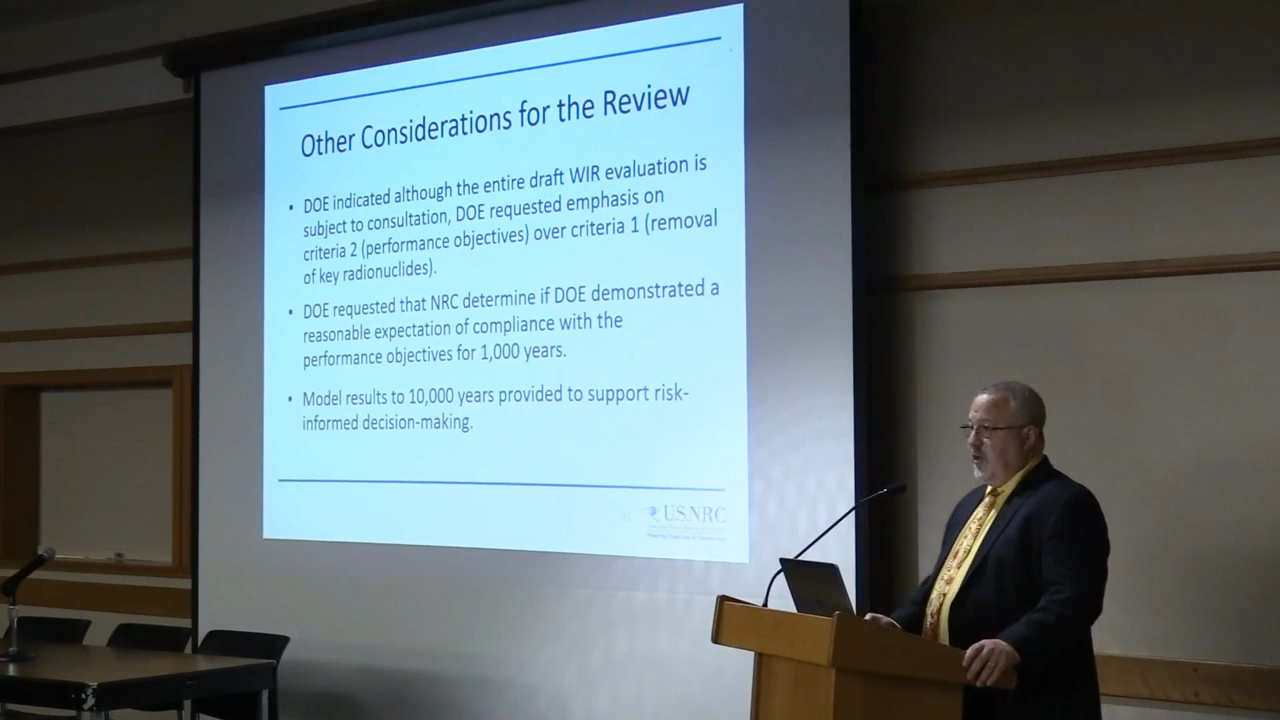 Other Considerations for the Review
• DOE indicated although the entire draft WIR evaluation is
subject to consultation, DOE requested emphasis on
criteria 2 (performance objectives) over criteria 1 (removal
of key radionuclides).
• DOE requested that NRC determine if DOE demonstrated a
reasonable expectation of compliance with the
performance objectives for 1,000 years.
• Model results to 10,000 years provided to support risk-
informed decision-making.
U.S.NRC